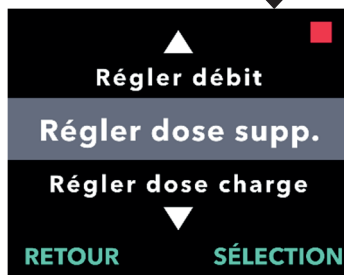 Régler débit
Régler dose supp.
Régler dose charge
RETOUR SÉLECTION